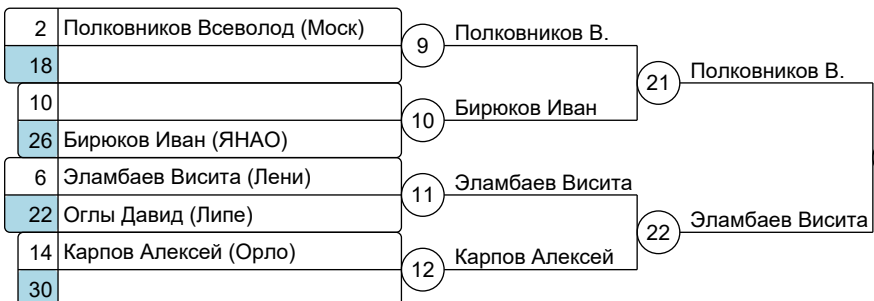 2 Полковников Всеволод (Моск)
18
10
26 Бирюков Иван (ЯНАО)
6 Эламбаев Висита (Лени)
22 Оглы Давид (Липе)
14 Карпов Алексей (Орло)
30
9 Полковников В.
10 Бирюков Иван
11 Эламбаев Висита
12 Карпов Алексей
21 Полковников В.
22 Эламбаев Висита